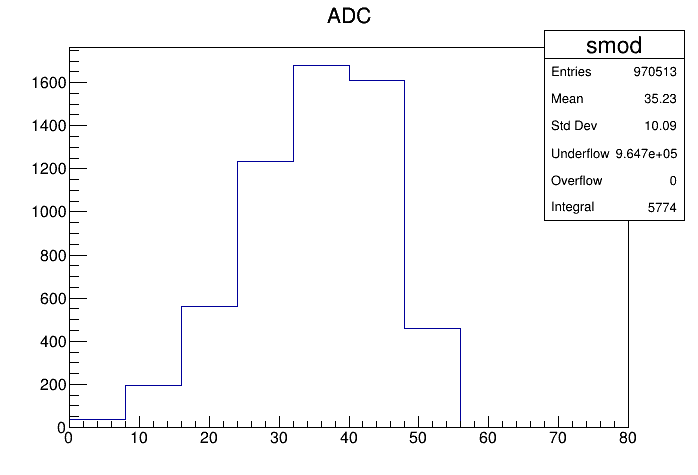 ADC
smod
Entries 970513
Mean 35.23
Std Dev 10.09
Underflow 9.647e+05
Overflow 0
Integral 5774
1600
1400
1200
1000
800
600
400
200
0
0 10 20 30 40 50 60 70 80